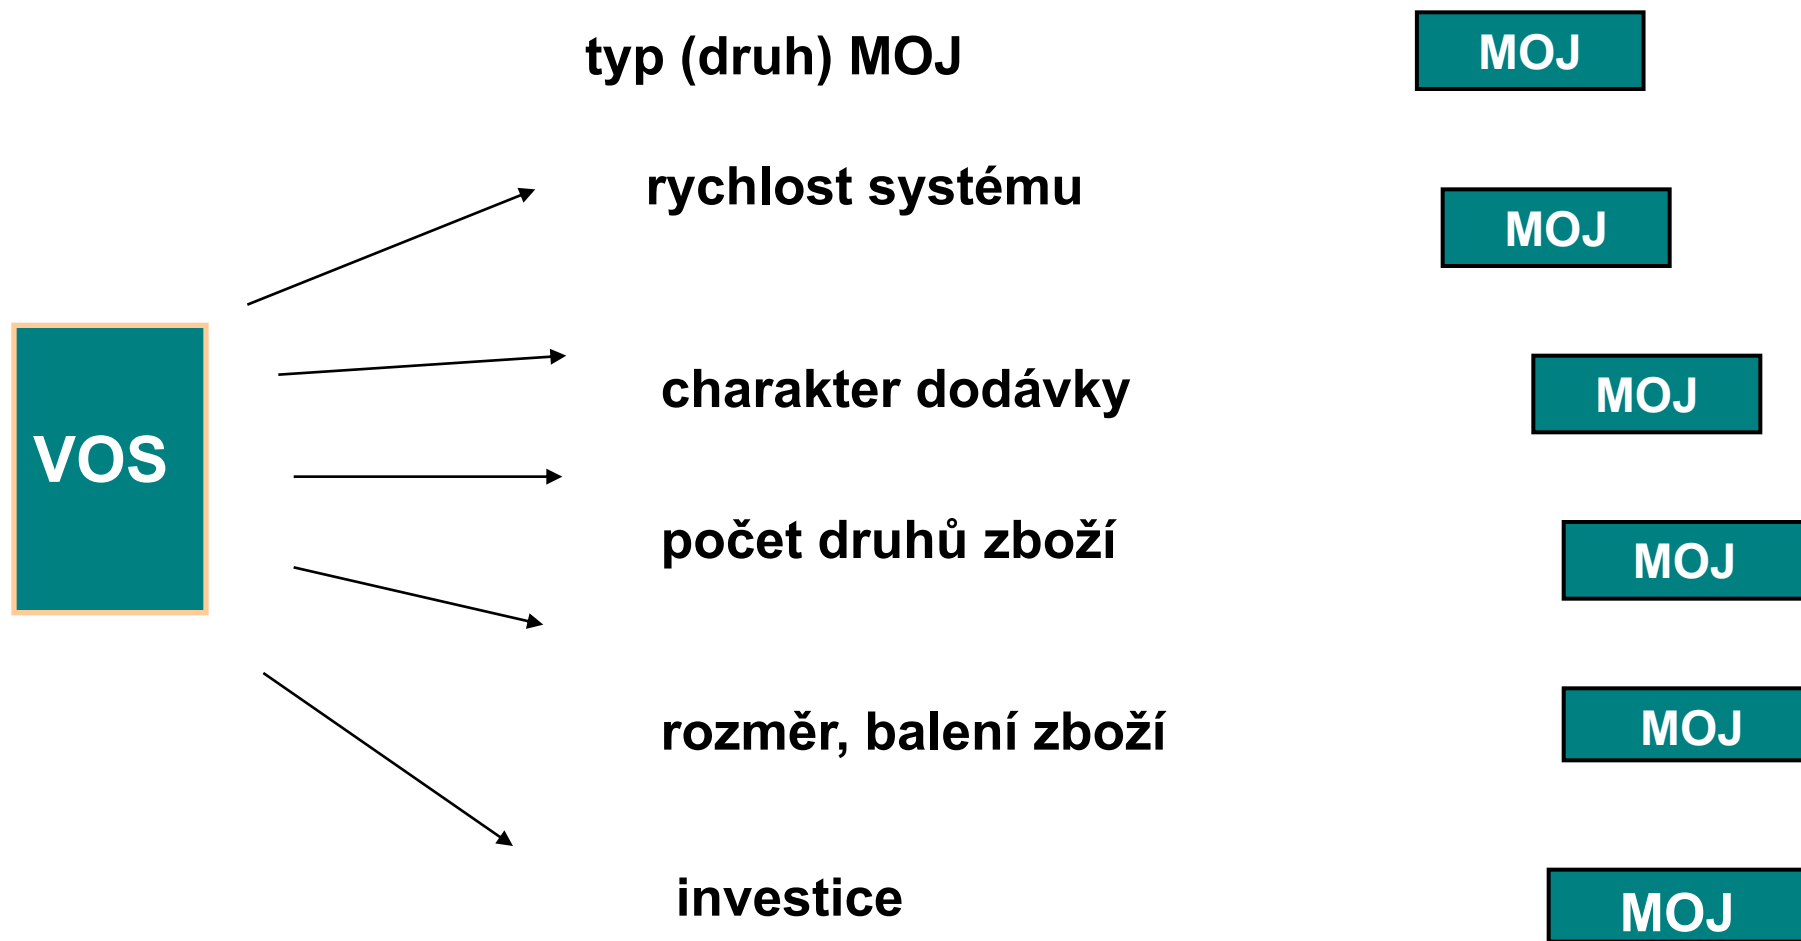 typ (druh) MOJ
MOJ
rychlost systému
MOJ
charakter dodávky
MOJ
VOS
počet druhů zboží
MOJ
rozměr, balení zboží
MOJ
investice
MOJ